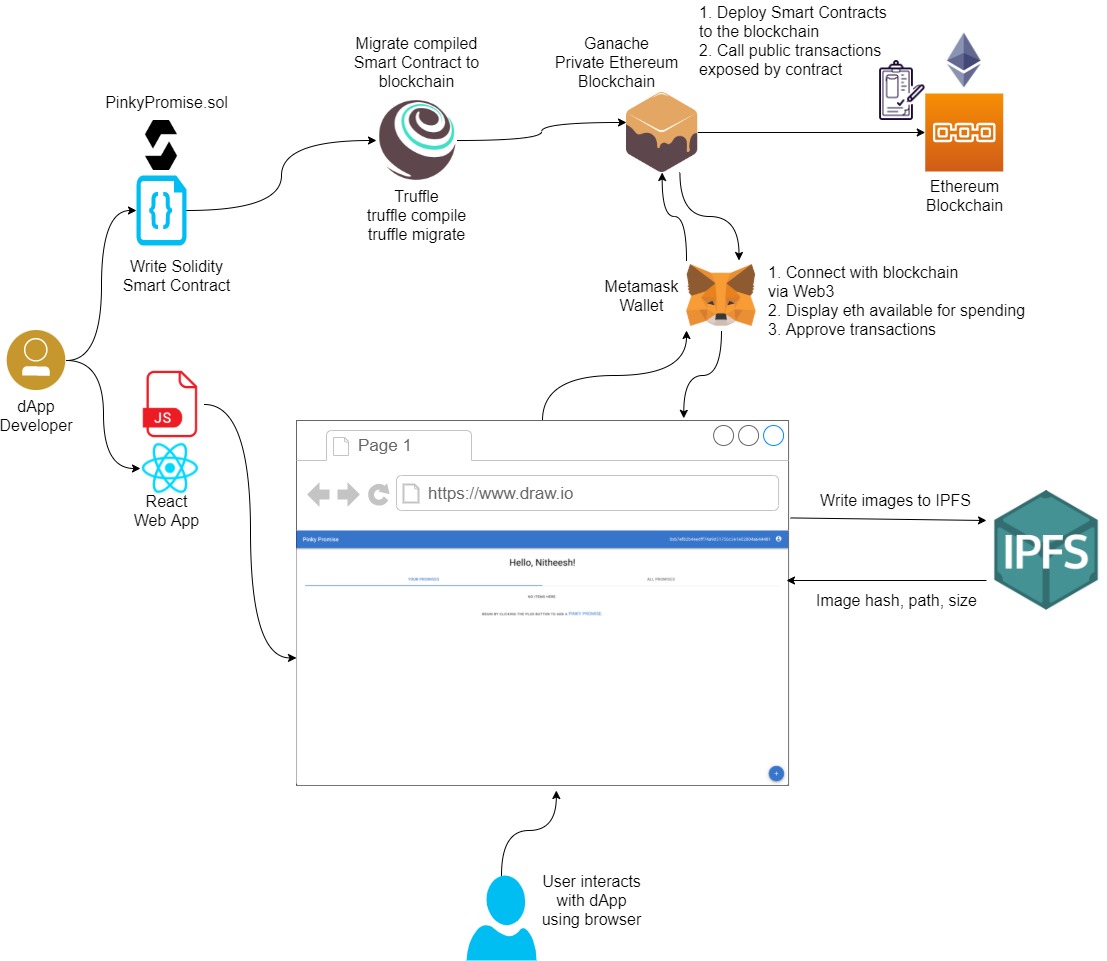 1. Deploy Smart Contracts
to the blockchain
2. Call public transactions
exposed by contract
Migrate compiled
Smart Contract to
blockchain
Ganache
Private Ethereum
Blockchain
PinkyPromise.sol
{ }
Truffle
truffle compile
truffle migrate
Ethereum
Blockchain
Write Solidity
Smart Contract
Metamask
Wallet
1. Connect with blockchain
via Web3
2. Display eth available for spending
3. Approve transactions
dApp
Developer
JS
React
Web App
Page 1
https://www.draw.io
Pinky Promise
Hello, Nitheesh!
YOUR PROMISES
ALL PROMISES
NO ITEMS HERE
BEGIN BY CLICKING THE PLUS BUTTON TO ADD A PINKY PROMISE.
+
Write images to IPFS
IPFS
Image hash, path, size
User interacts
with dApp
using browser